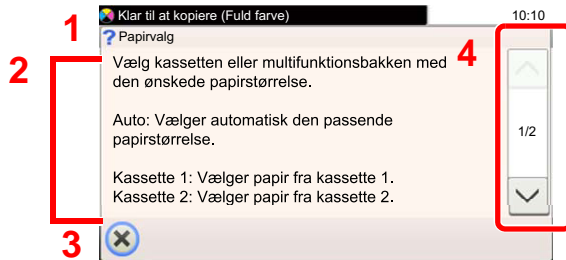 Klar til at kopiere (Fuld farve) 10:10
1
? Papirvalg
2
Vælg kassetten eller multifunktionsbakken med
den ønskede papirstørrelse.
4
Auto: Vælger automatisk den passende
papirstørrelse.
1/2
Kassette 1: Vælger papir fra kassette 1.
Kassette 2: Vælger papir fra kassette 2.
3